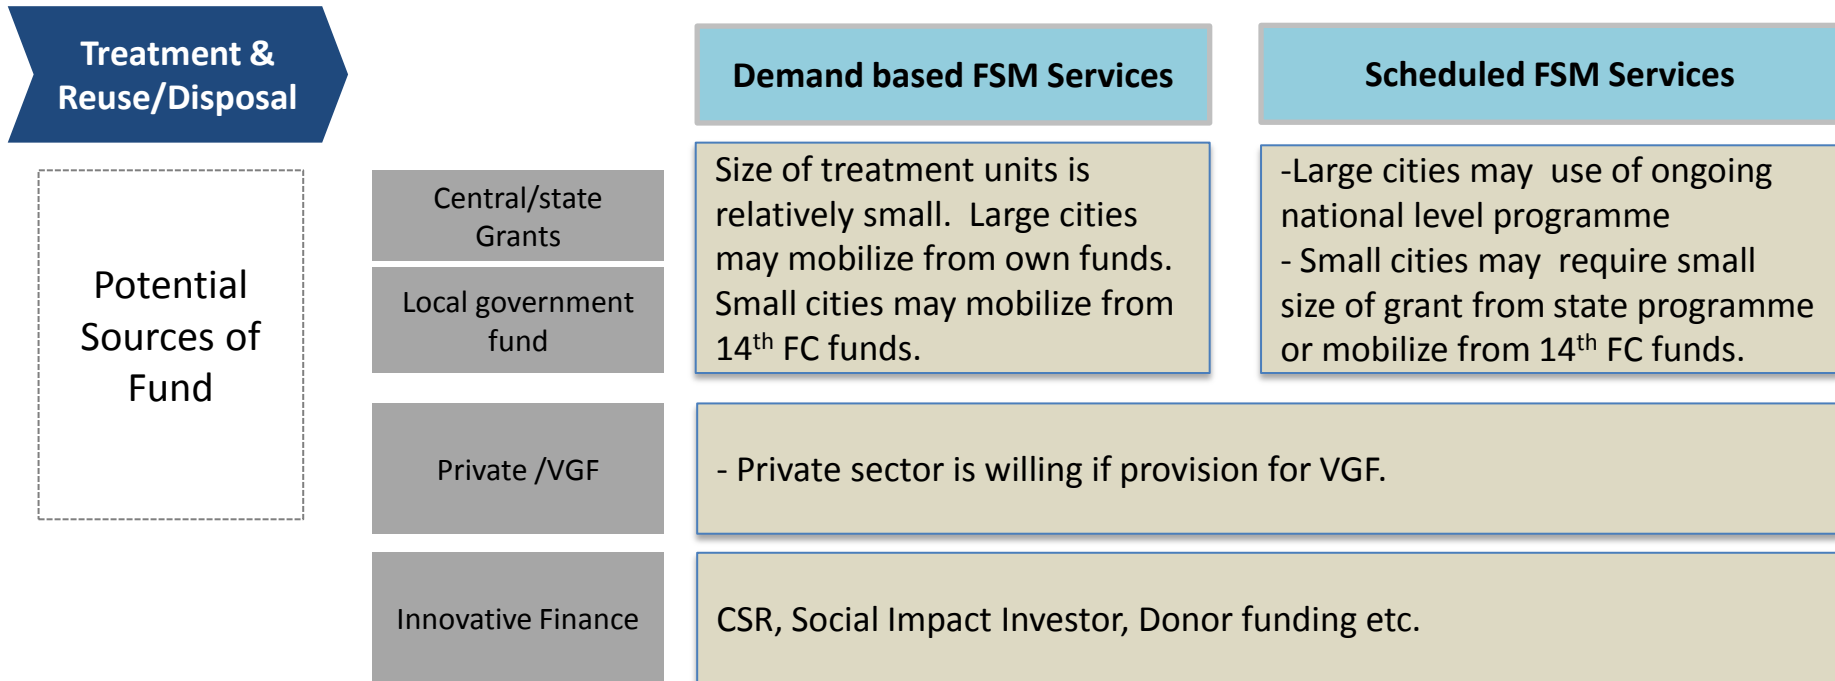 Treatment &
Reuse/Disposal
Demand based FSM Services
Scheduled FSM Services
Potential
Sources of
Fund
Central/state
Grants
Local government
fund
Size of treatment units is
relatively small.  Large cities
may mobilize from own funds.
Small cities may mobilize from
14th FC funds.
-Large cities may  use of ongoing
national level programme
- Small cities may  require small
size of grant from state programme
or mobilize from 14th FC funds.
Private /VGF
- Private sector is willing if provision for VGF.
Innovative Finance
CSR, Social Impact Investor, Donor funding etc.